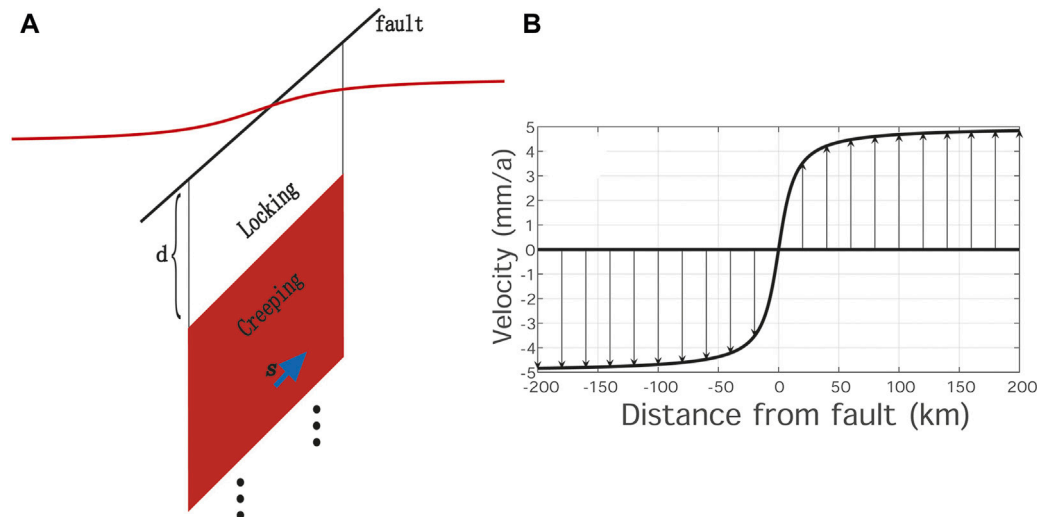 A
fault
Locking
d
Creeping
s
B
Velocity (mm/a)
5
4
3
2
1
0
-1
-2
-3
-4
-5
-200 -150 -100 -50 0 50 100 150 200
Distance from fault (km)